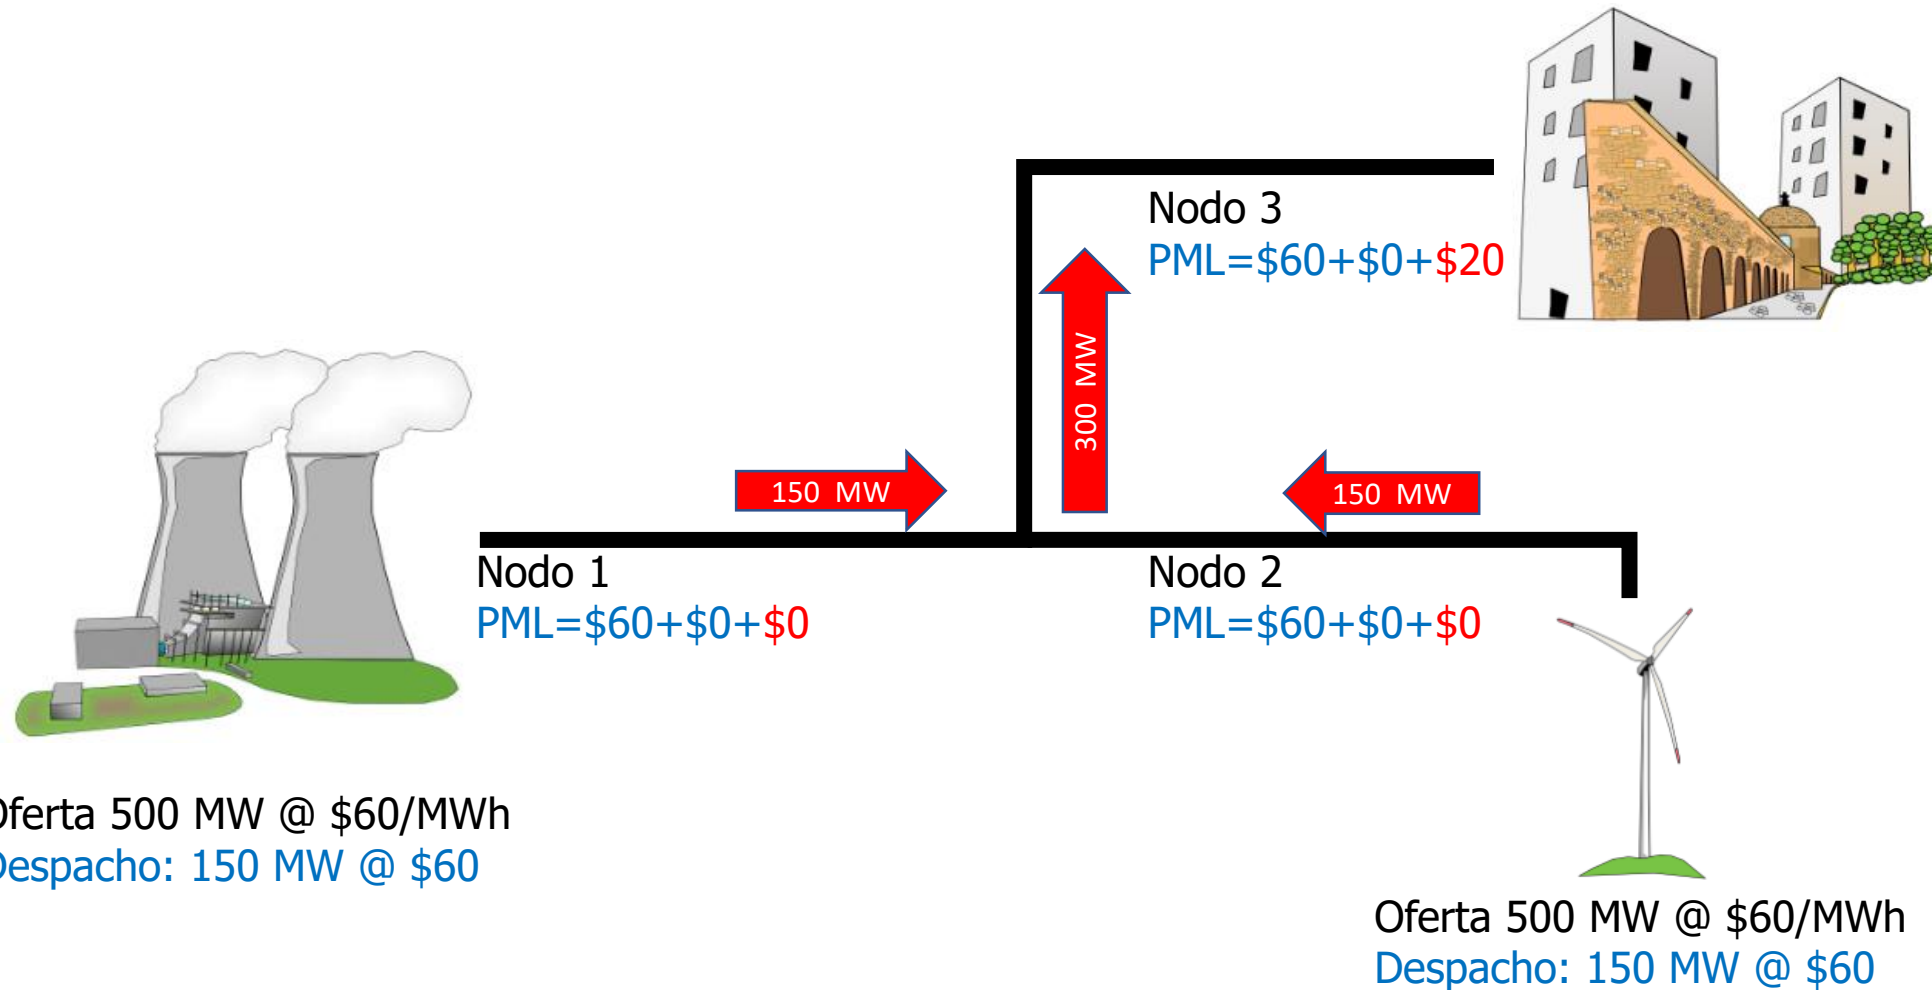 Nodo 3
PML=$60+$0+$20
300 MW
150 MW
150 MW
Nodo 1
PML=$60+$0+$0
Nodo 2
PML=$60+$0+$0
Oferta 500 MW @ $60/MWh
Despacho: 150 MW @ $60
Oferta 500 MW @ $60/MWh
Despacho: 150 MW @ $60